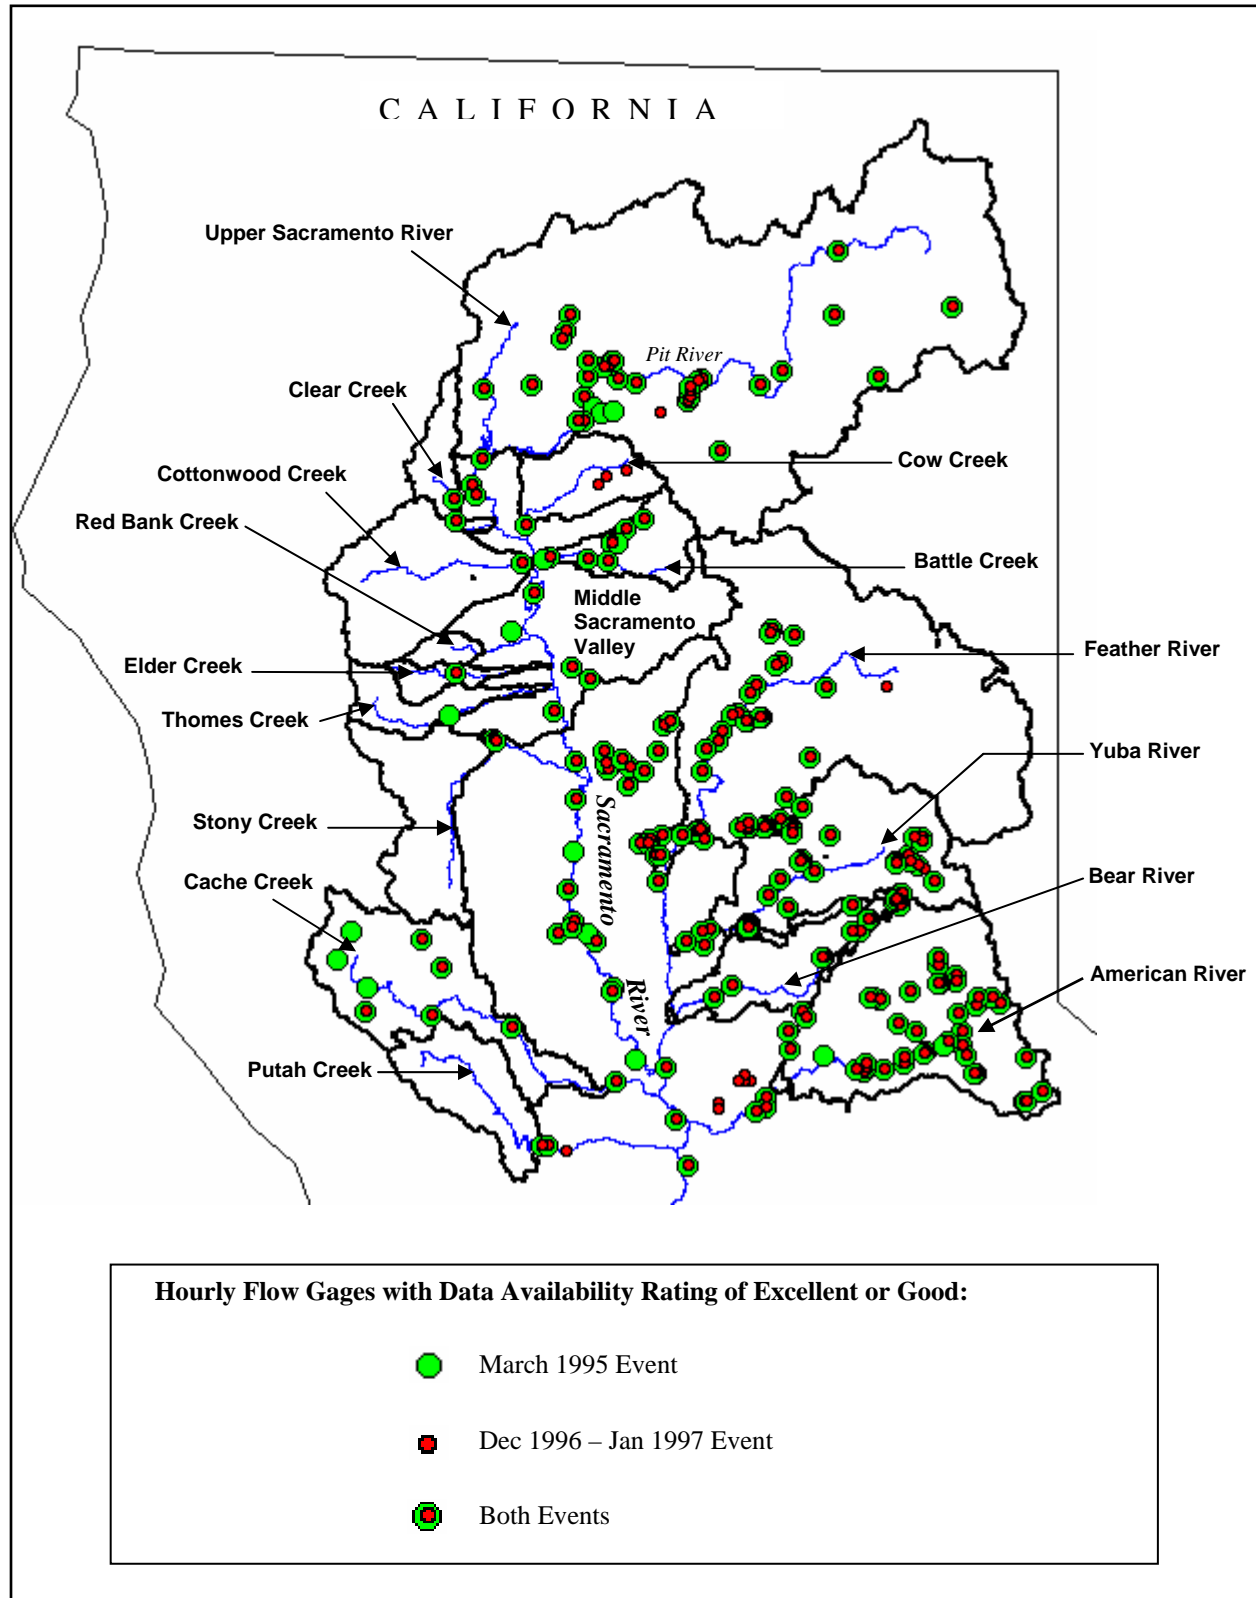 CALIFORNIA
Upper Sacramento River
Pit River
Clear Creek
Cow Creek
Cottonwood Creek
Red Bank Creek
Battle Creek
Middle
Sacramento
Valley
Feather River
Elder Creek
Thomes Creek
Yuba River
Sacramento
Stony Creek
Cache Creek
Bear River
American River
River
Putah Creek
Hourly Flow Gages with Data Availability Rating of Excellent or Good:
March 1995 Event
Dec 1996 – Jan 1997 Event
Both Events